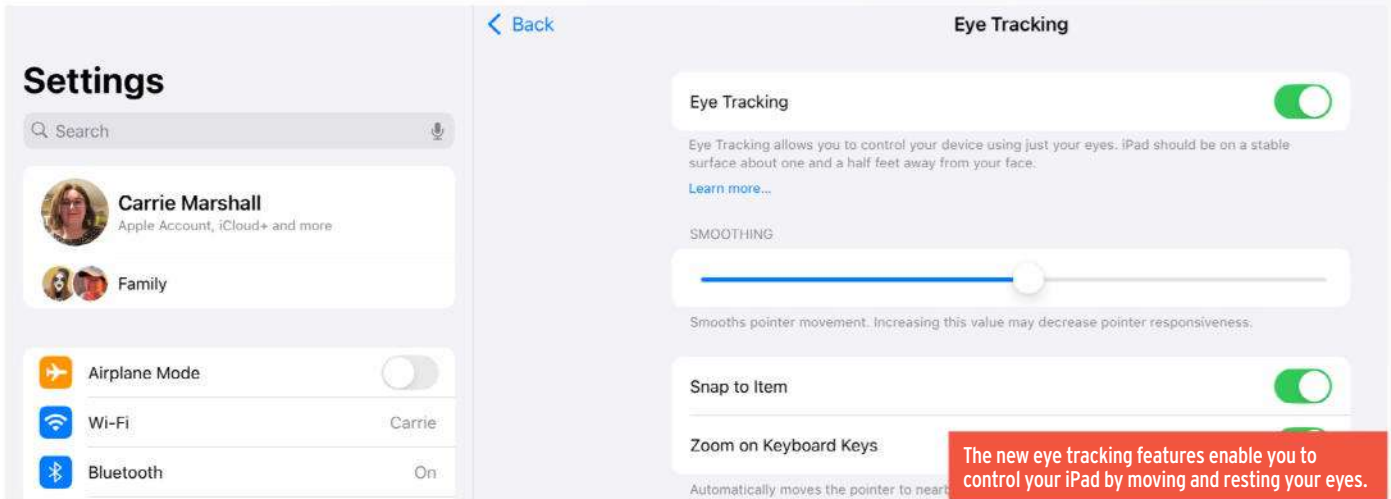 Settings
Search
Carrie Marshall
Apple Account, iCloud+ and more
Family
Airplane Mode
Wi-Fi
Carrie
Bluetooth
On
Back
Eye Tracking
Eye Tracking
Eye Tracking allows you to control your device using just your eyes. iPad should be on a stable
surface about one and a half feet away from your face.
Learn more...
SMOOTHING
Smooths pointer movement. Increasing this value may decrease pointer responsiveness.
Snap to Item
Zoom on Keyboard Keys
Automatically moves the pointer to
The new eye tracking features enable you to
control your iPad by moving and resting your eyes.